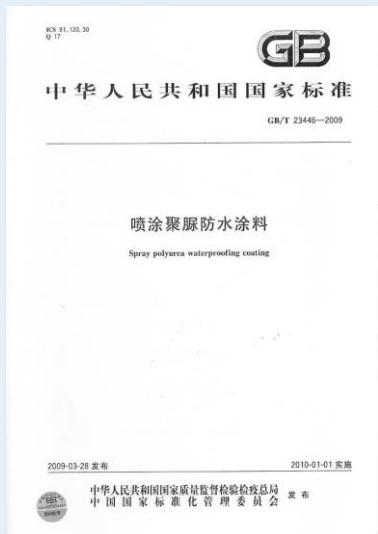 ICS 91.120.30
Q 17
GB
中华人民共和国国家标准
GB/T 23446—2009
喷涂聚脲防水涂料
Spray polyurea waterproofing coating
2009-03-28 发布
2010-01-01 实施
中华人民共和国国家质量监督检验检疫总局
中国国家标准化管理委员会
发布